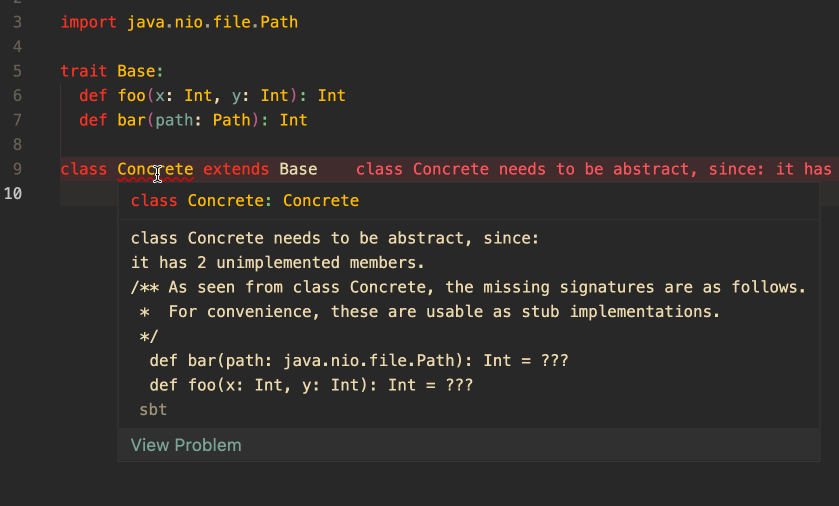 3 import java.nio.file.Path
4
5 trait Base:
6 def foo(x: Int, y: Int): Int
7 def bar(path: Path): Int
8
9 class Concrete extends Base class Concrete needs to be abstract, since: it has
10
class Concrete: Concrete
class Concrete needs to be abstract, since:
it has 2 unimplemented members.
/** As seen from class Concrete, the missing signatures are as follows.
 *  For convenience, these are usable as stub implementations.
 */
  def bar(path: java.nio.file.Path): Int = ???
  def foo(x: Int, y: Int): Int = ???
sbt
View Problem